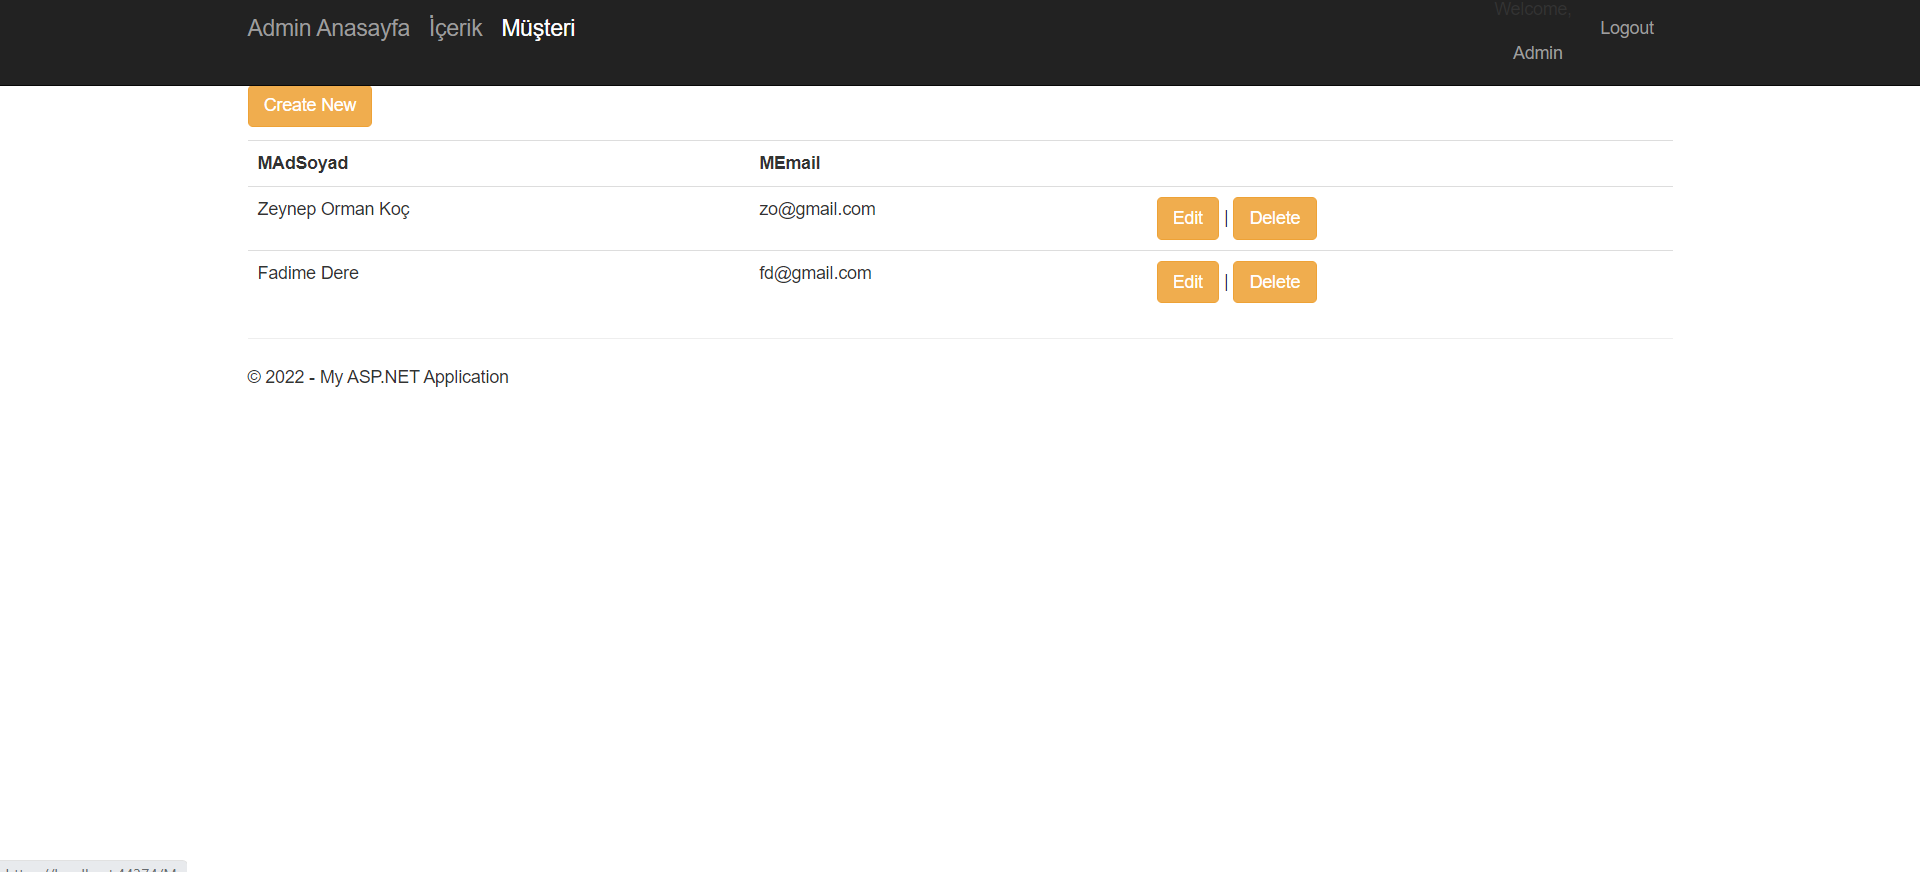 Admin Anasayfa İçerik Müşteri
Welcome,
Admin
Logout
Create New
MAdSoyad MEmail
Zeynep Orman Koç zo@gmail.com Edit | Delete
Fadime Dere fd@gmail.com Edit | Delete
© 2022 - My ASP.NET Application